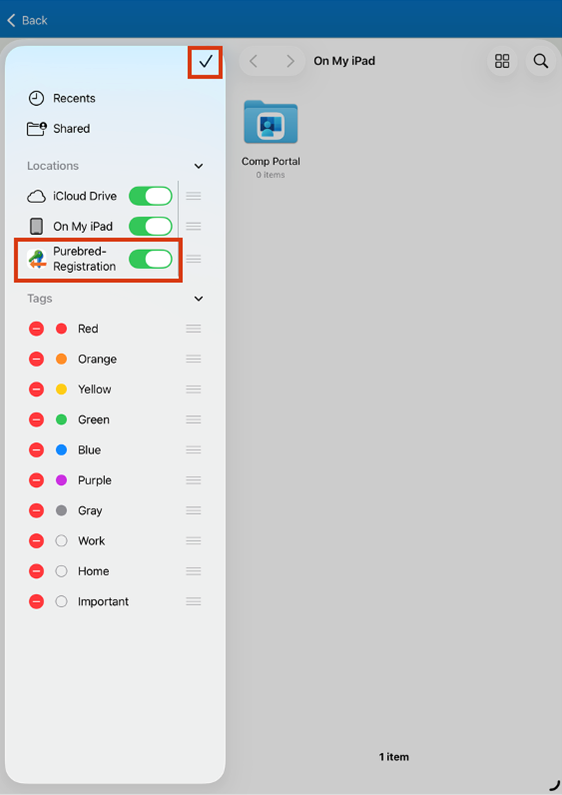 Back
On My iPad
Recents
Shared
Locations
iCloud Drive
On My iPad
Purebred-
Registration
Tags
Red
Orange
Yellow
Green
Blue
Purple
Gray
Work
Home
Important
Comp Portal
0 items
1 item